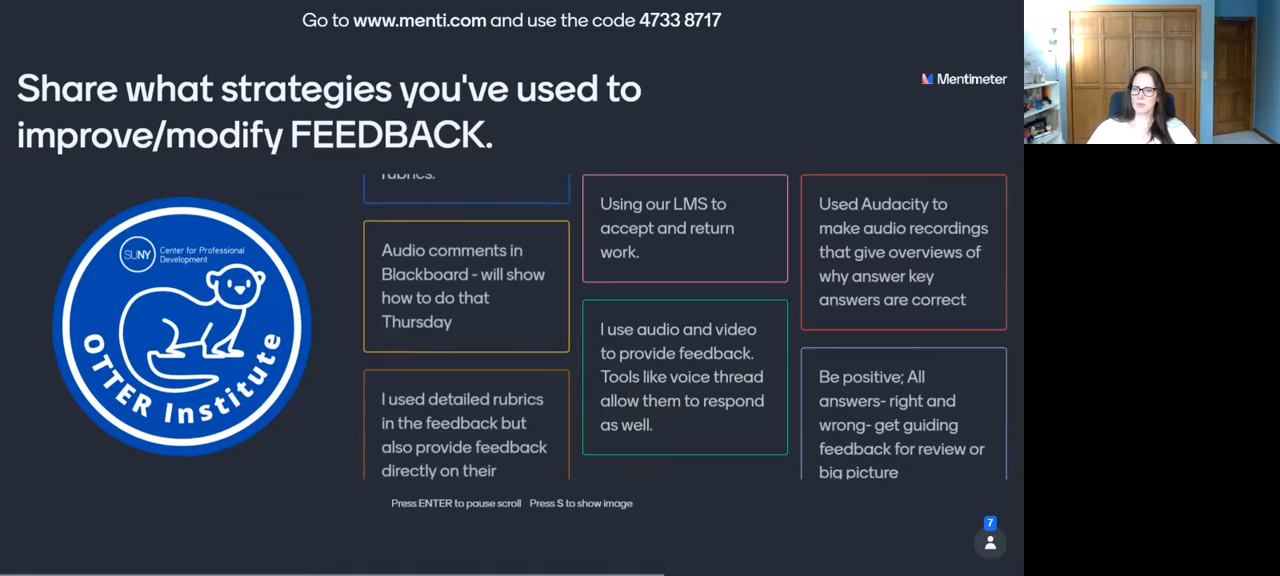 Go to www.menti.com and use the code 4733 8717
Share what strategies you've used to
improve/modify FEEDBACK.
Mentimeter
SUNY
Center for Professional
Development
OTTER Institute
rubrics.
Audio comments in
Blackboard - will show
how to do that
Thursday
I used detailed rubrics
in the feedback but
also provide feedback
directly on their
Using our LMS to
accept and return
work.
I use audio and video
to provide feedback.
Tools like voice thread
allow them to respond
as well.
Used Audacity to
make audio recordings
that give overviews of
why answer key
answers are correct
Be positive; All
answers- right and
wrong- get guiding
feedback for review or
big picture
Press ENTER to pause scroll Press S to show image
7